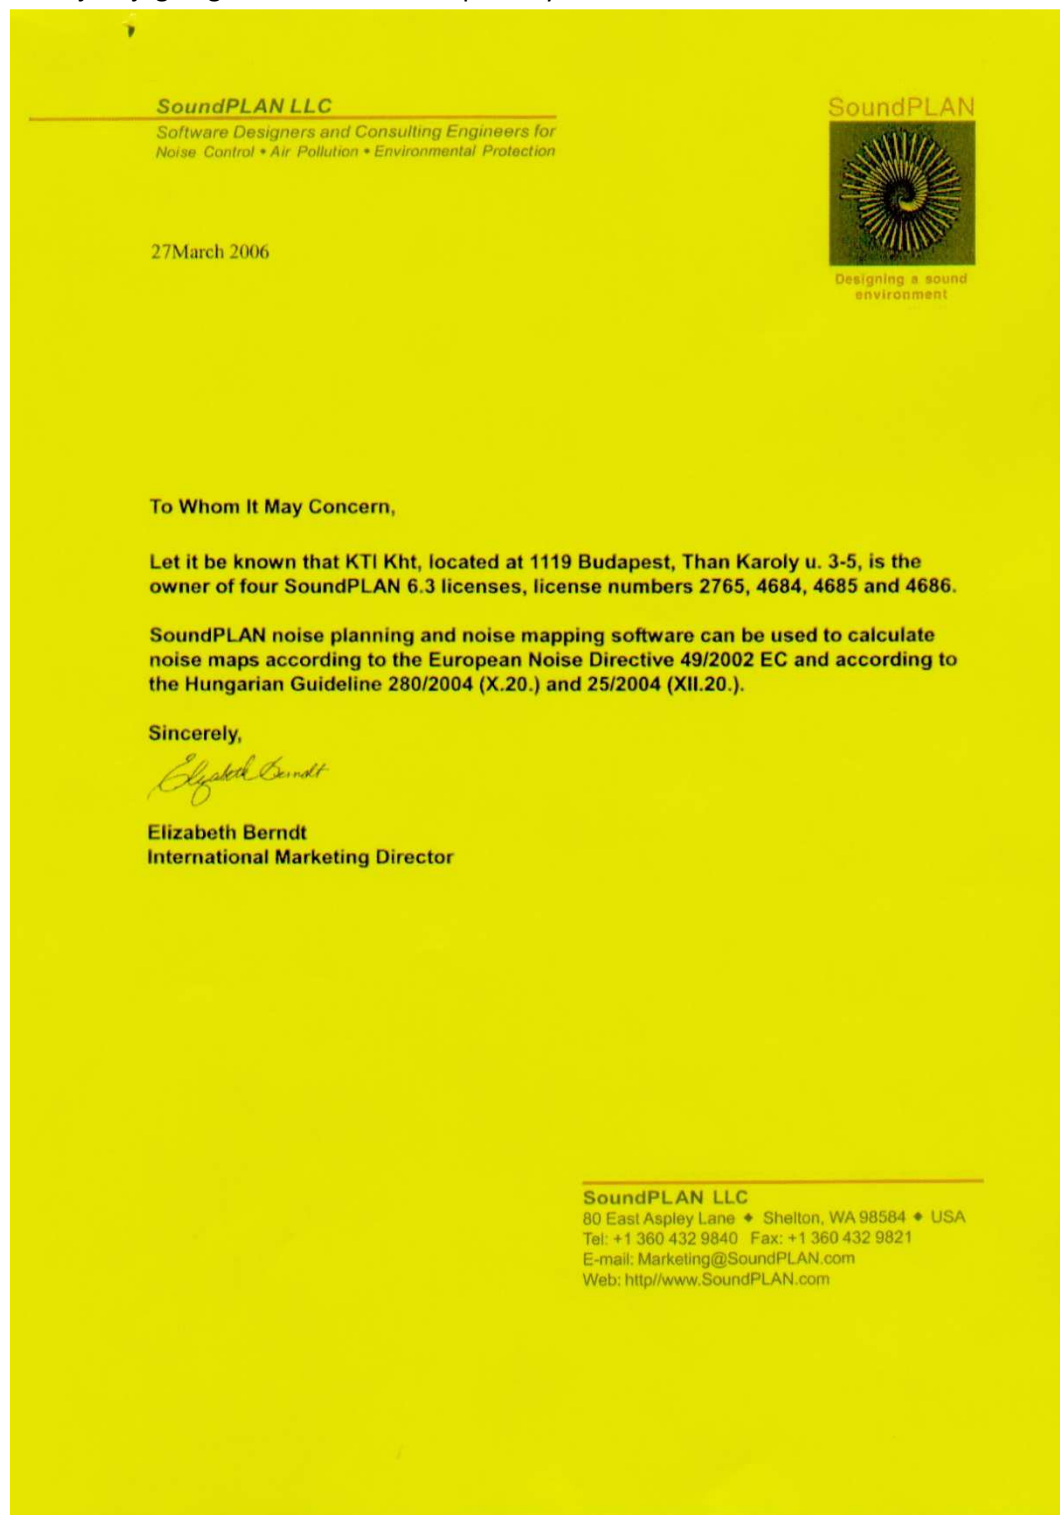 SoundPLAN LLC
Software Designers and Consulting Engineers for
Noise Control • Air Pollution • Environmental Protection
SoundPLAN
Designing a sound
environment
27March 2006
To Whom It May Concern,
Let it be known that KTI Kht, located at 1119 Budapest, Than Karoly u. 3-5, is the
owner of four SoundPLAN 6.3 licenses, license numbers 2765, 4684, 4685 and 4686.
SoundPLAN noise planning and noise mapping software can be used to calculate
noise maps according to the European Noise Directive 49/2002 EC and according to
the Hungarian Guideline 280/2004 (X.20.) and 25/2004 (XII.20.).
Sincerely,
Elizabeth Berndt
Elizabeth Berndt
International Marketing Director
SoundPLAN LLC
80 East Aspley Lane ◆ Shelton, WA 98584 ◆ USA
Tel: +1 360 432 9840 Fax: +1 360 432 9821
E-mail: Marketing@SoundPLAN.com
Web: http//www.SoundPLAN.com